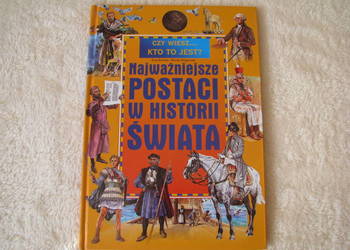 CZY WIESZ...
KTO TO JEST?
Najważniejsze
POSTACI
W HISTORII
ŚWIATA